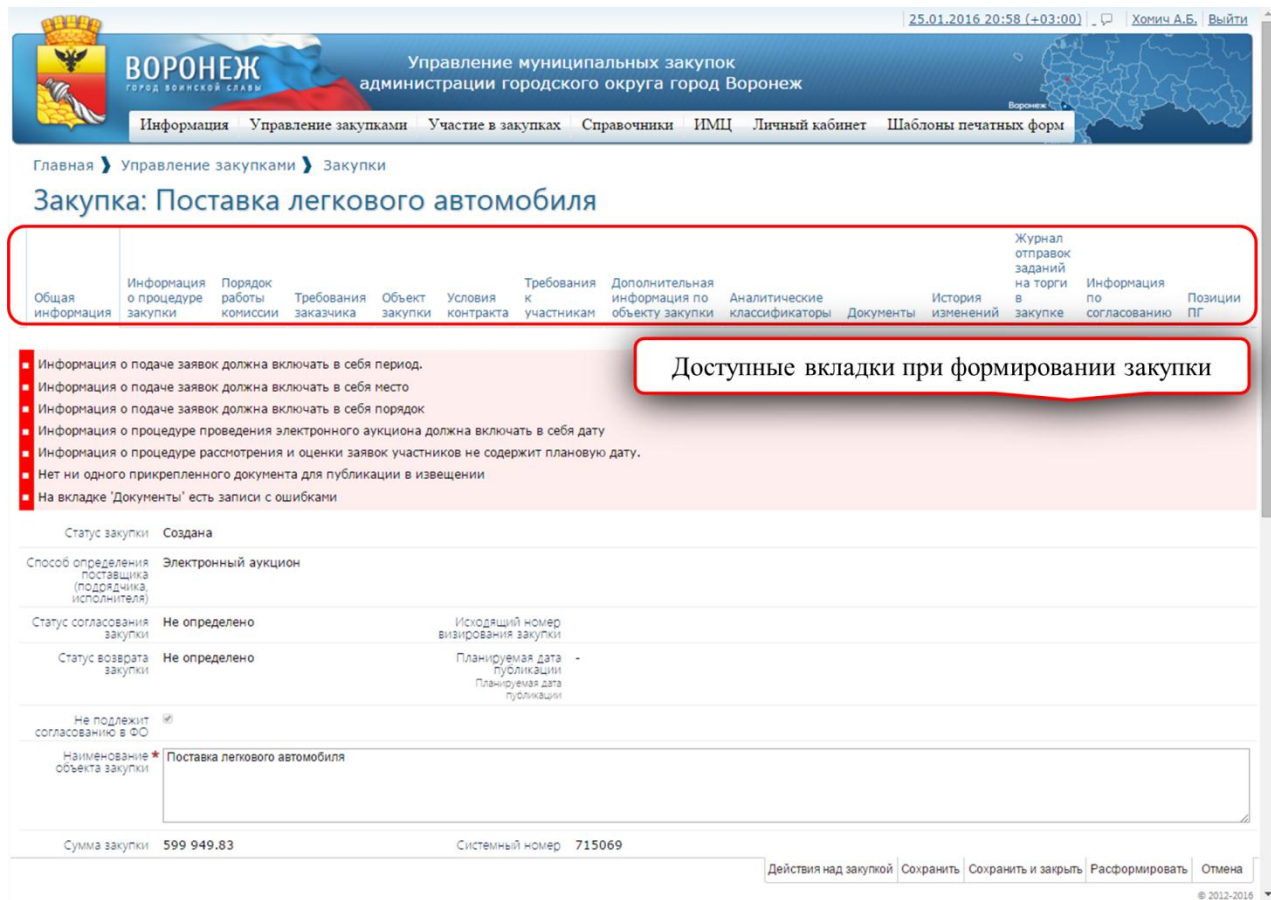 25.01.2016 20:58 (+03:00) Хомич А.Б. Выйти
ВОРОНЕЖ
ГОРОД ВОИНСКОЙ СЛАВЫ
Управление муниципальных закупок
администрации городского округа город Воронеж
Воронеж
Информация Управление закупками Участие в закупках Справочники ИМЦ Личный кабинет Шаблоны печатных форм
Главная ❯ Управление закупками ❯ Закупки
Закупка: Поставка легкового автомобиля
Общая
информация
Информация
о процедуре
закупки
Порядок
работы
комиссии
Требования
заказчика
Объект
закупки
Условия
контракта
Требования
к
участникам
Дополнительная
информация по
объекту закупки
Аналитические
классификаторы
Документы
История
изменений
Журнал
отправок
заданий
на торги
в
закупке
Информация
по
согласованию
Позиции
ПГ
Доступные вкладки при формировании закупки
Информация о подаче заявок должна включать в себя период.
Информация о подаче заявок должна включать в себя место
Информация о подаче заявок должна включать в себя порядок
Информация о процедуре проведения электронного аукциона должна включать в себя дату
Информация о процедуре рассмотрения и оценки заявок участников не содержит плановую дату.
Нет ни одного прикрепленного документа для публикации в извещении
На вкладке 'Документы' есть записи с ошибками
Статус закупки Создана
Способ определения
поставщика
(подрядчика,
исполнителя)
Электронный аукцион
Статус согласования
закупки
Не определено
Исходящий номер
визирования закупки
Статус возврата
закупки
Не определено
Планируемая дата
публикации
Планируемая дата
публикации
-
Не подлежит
согласованию в ФО
Наименование *
объекта закупки
Поставка легкового автомобиля
Сумма закупки 599 949.83 Системный номер 715069
Действия над закупкой Сохранить Сохранить и закрыть Расформировать Отмена
© 2012-2016